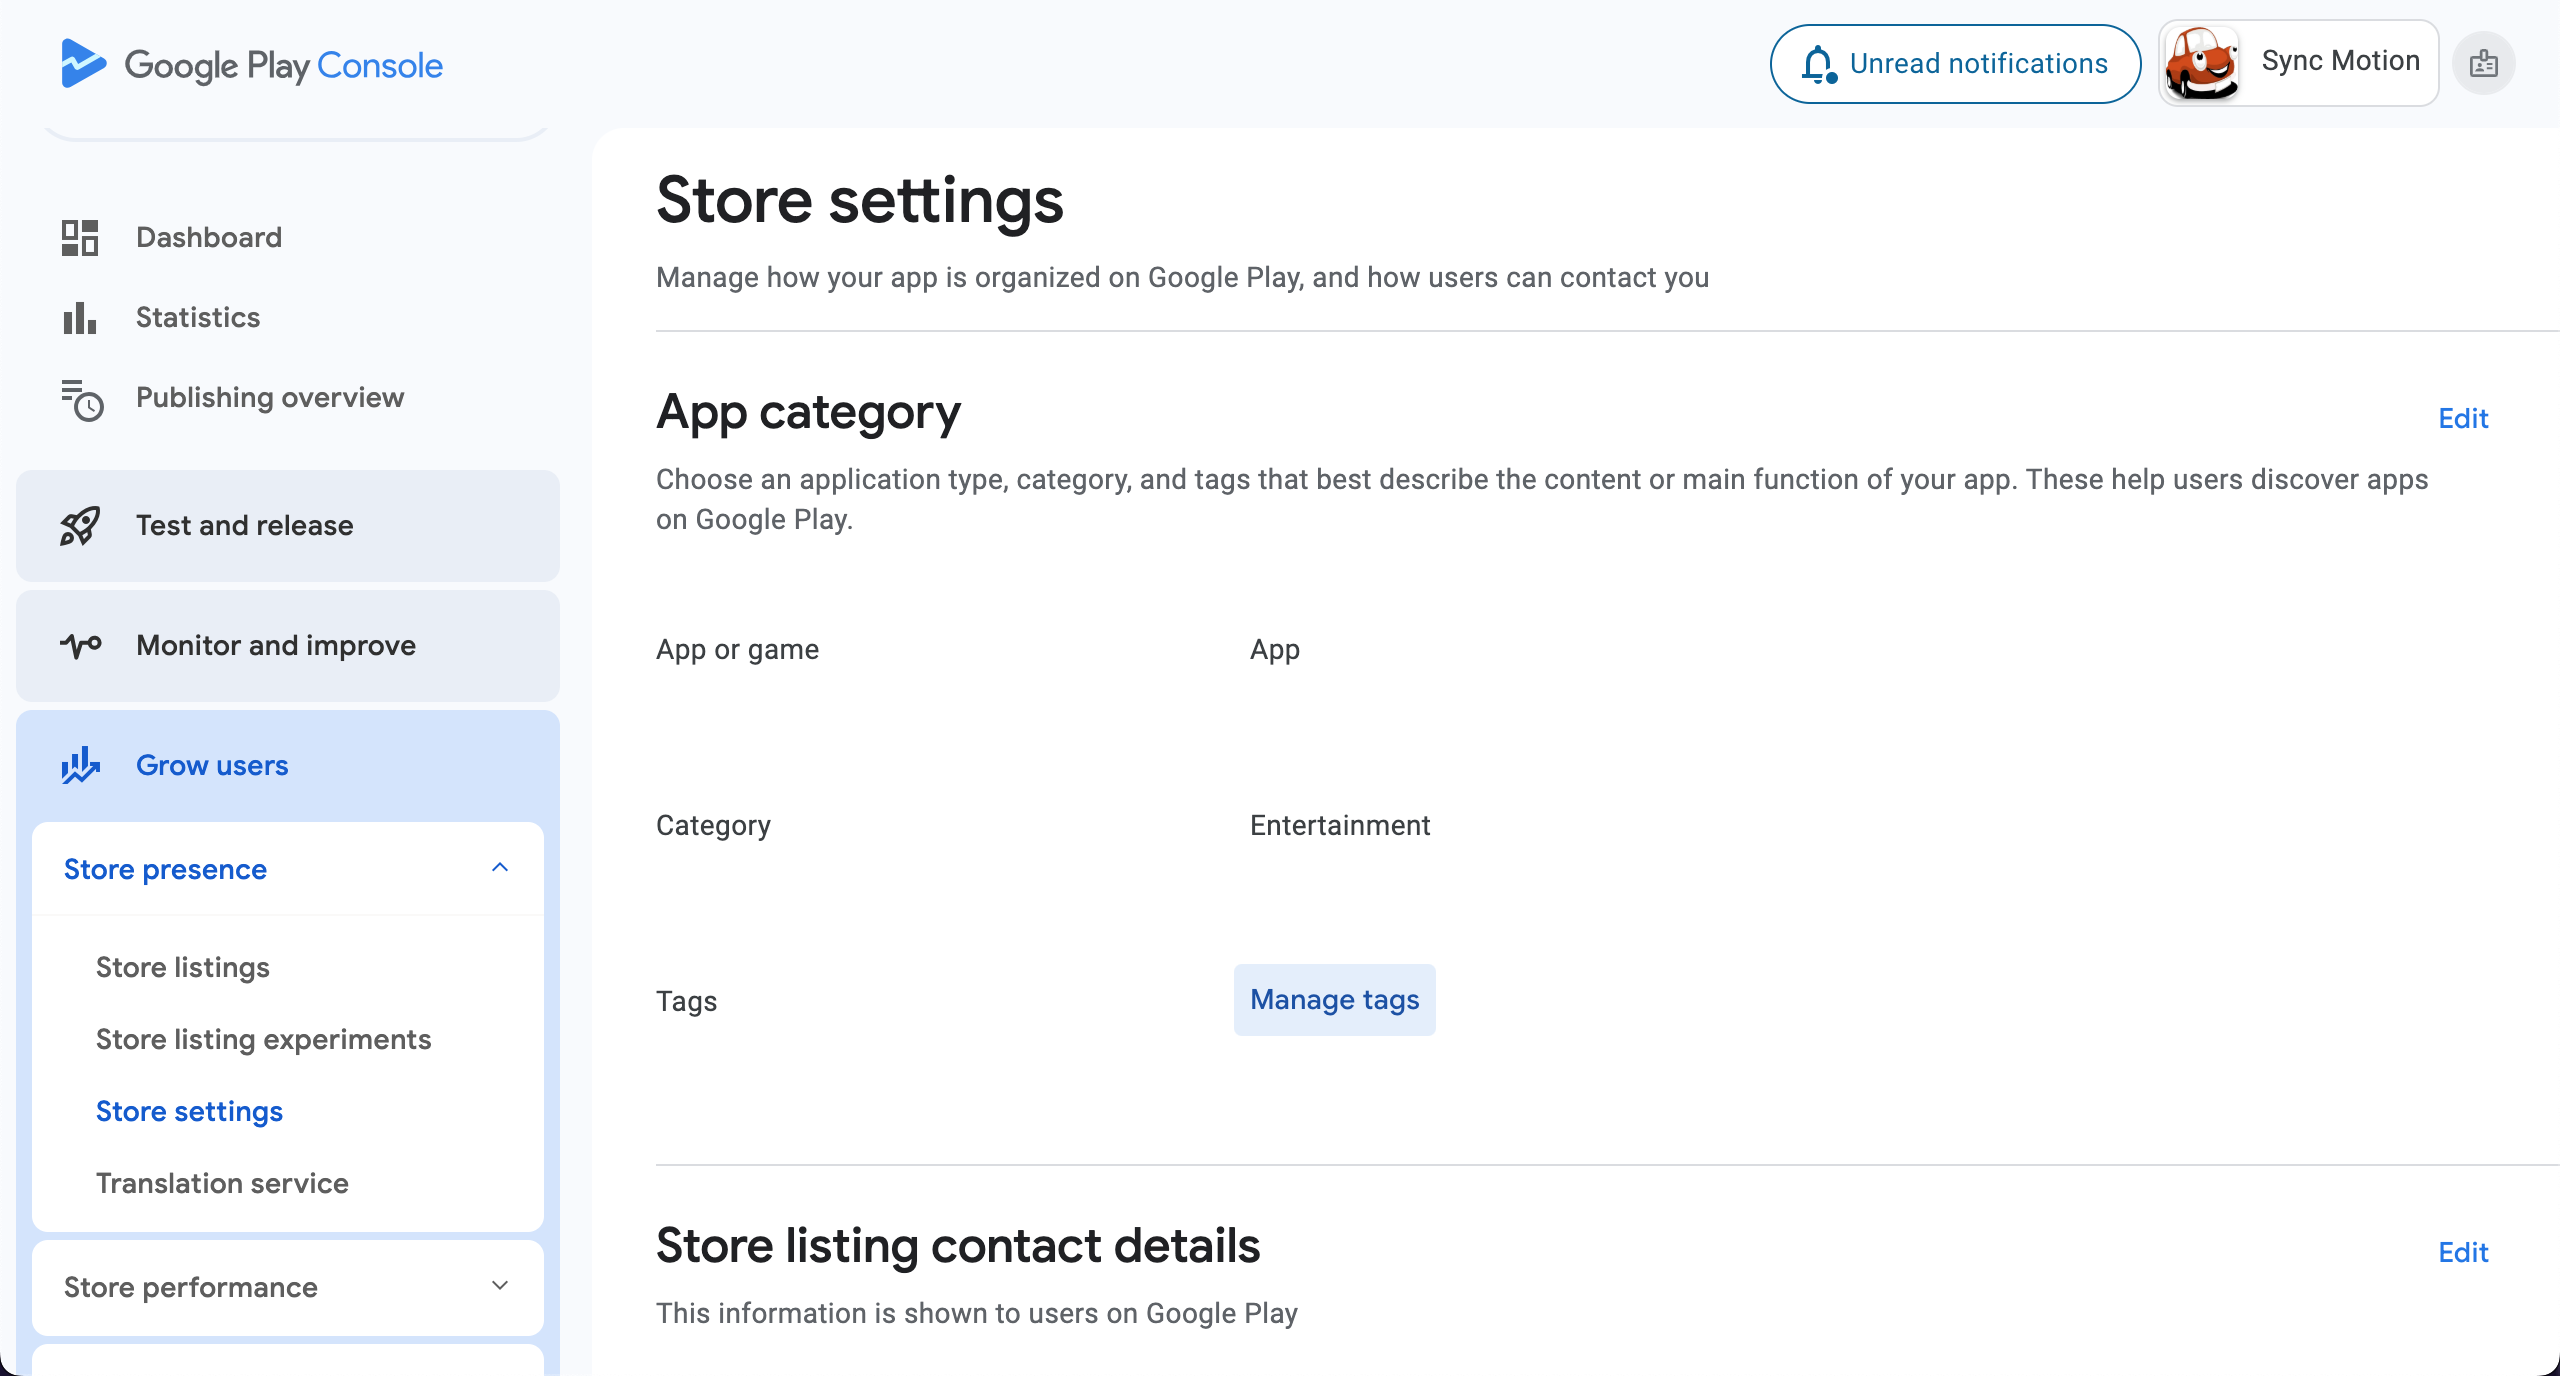 Google Play Console
Unread notifications
Sync Motion
Dashboard
Statistics
Publishing overview
Test and release
Monitor and improve
Grow users
Store presence
Store listings
Store listing experiments
Store settings
Translation service
Store performance
Store settings
Manage how your app is organized on Google Play, and how users can contact you
App category
Edit
Choose an application type, category, and tags that best describe the content or main function of your app. These help users discover apps
on Google Play.
App or game
App
Category
Entertainment
Tags
Manage tags
Store listing contact details
Edit
This information is shown to users on Google Play